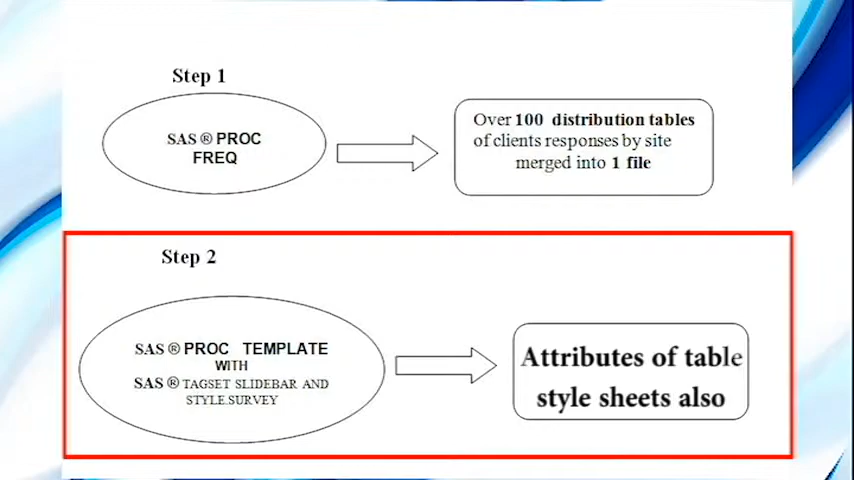 Step 1
SAS ® PROC
FREQ
Over 100 distribution tables
of clients responses by site
merged into 1 file
Step 2
SAS ® PROC TEMPLATE
WITH
SAS ® TAGSET SLIDEBAR AND
STYLE.SURVEY
Attributes of table
style sheets also